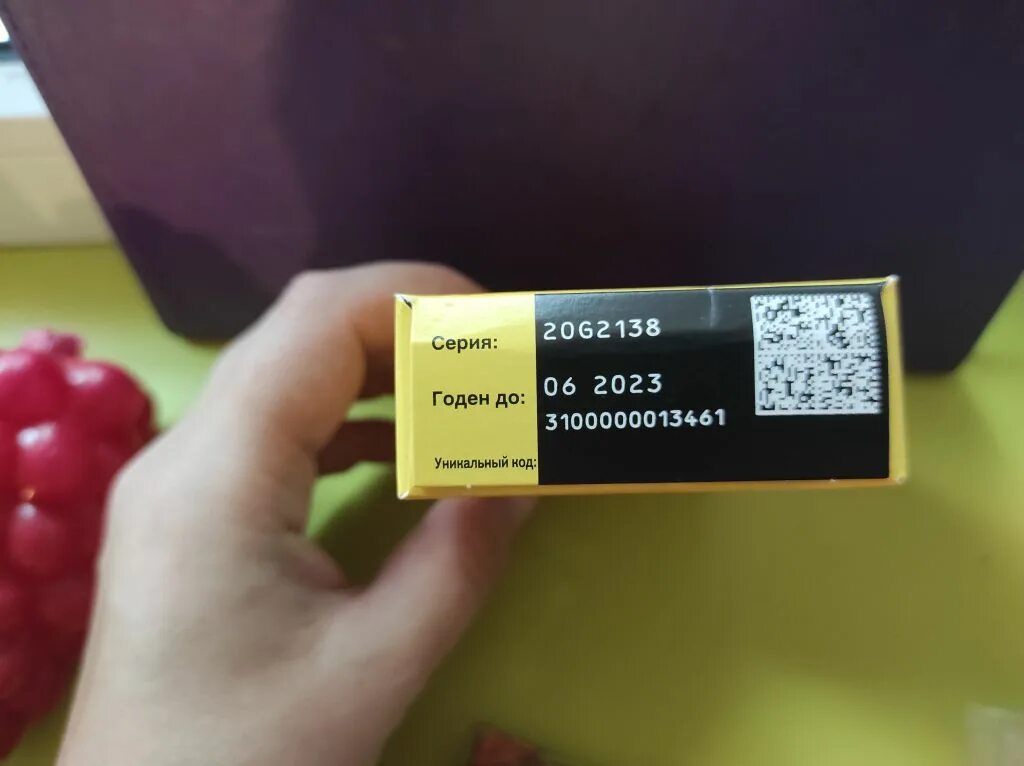 Серия: 20G2138
Годен до: 06 2023
3100000013461
Уникальный код: